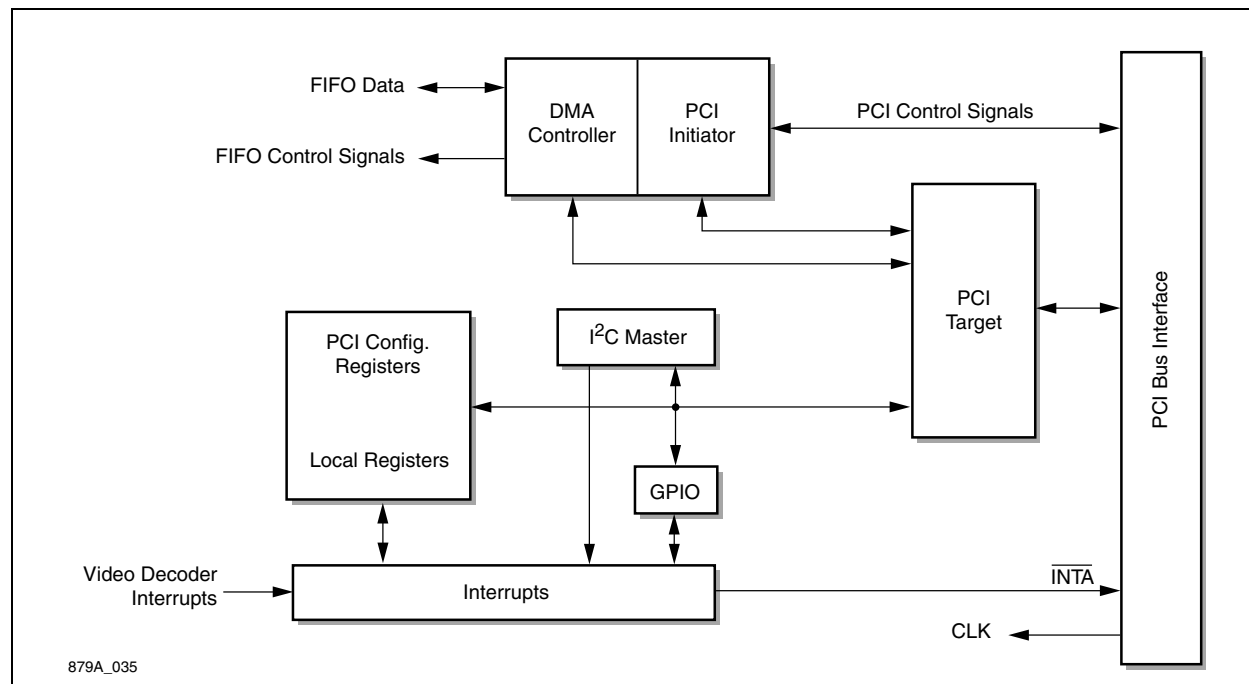 FIFO Data
FIFO Control Signals
DMA
Controller
PCI
Initiator
PCI Control Signals
PCI
Target
PCI Bus Interface
PCI Config.
Registers
Local Registers
I²C Master
GPIO
Video Decoder
Interrupts
Interrupts
I̅N̅T̅A̅
CLK
879A_035